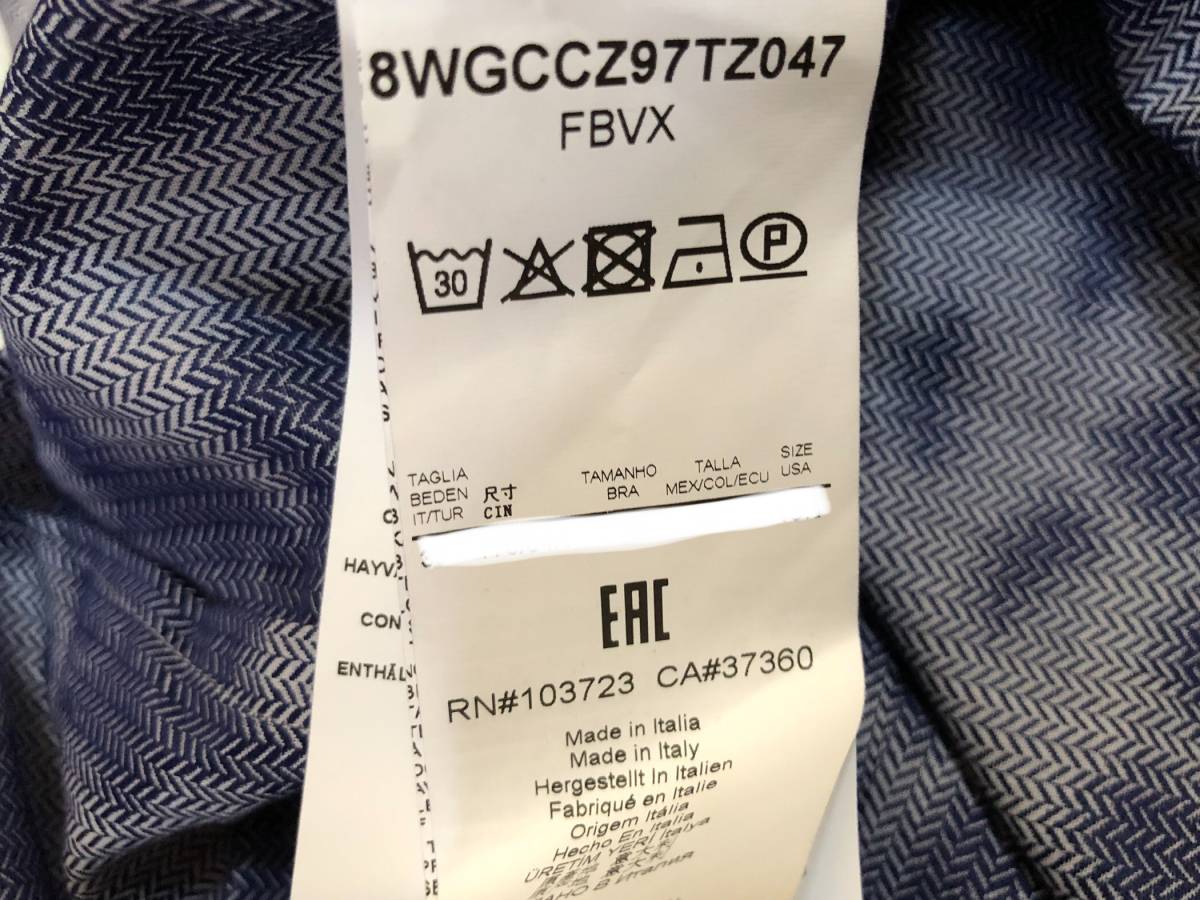 8WGCCZ97TZ047
FBVX
30
P
TAGLIA
BEDEN
IT/TUR
尺寸
CIN
TAMANHO
BRA
TALLA
MEX/COL/ECU
SIZE
USA
HAYV
CON
ENTHÄL
EAC
RN#103723 CA#37360
Made in Italia
Made in Italy
Hergestellt In Italien
Fabriqué en Italie
Origem Itália
Hecho En Italia
ÜRETİM YERİ İtalya